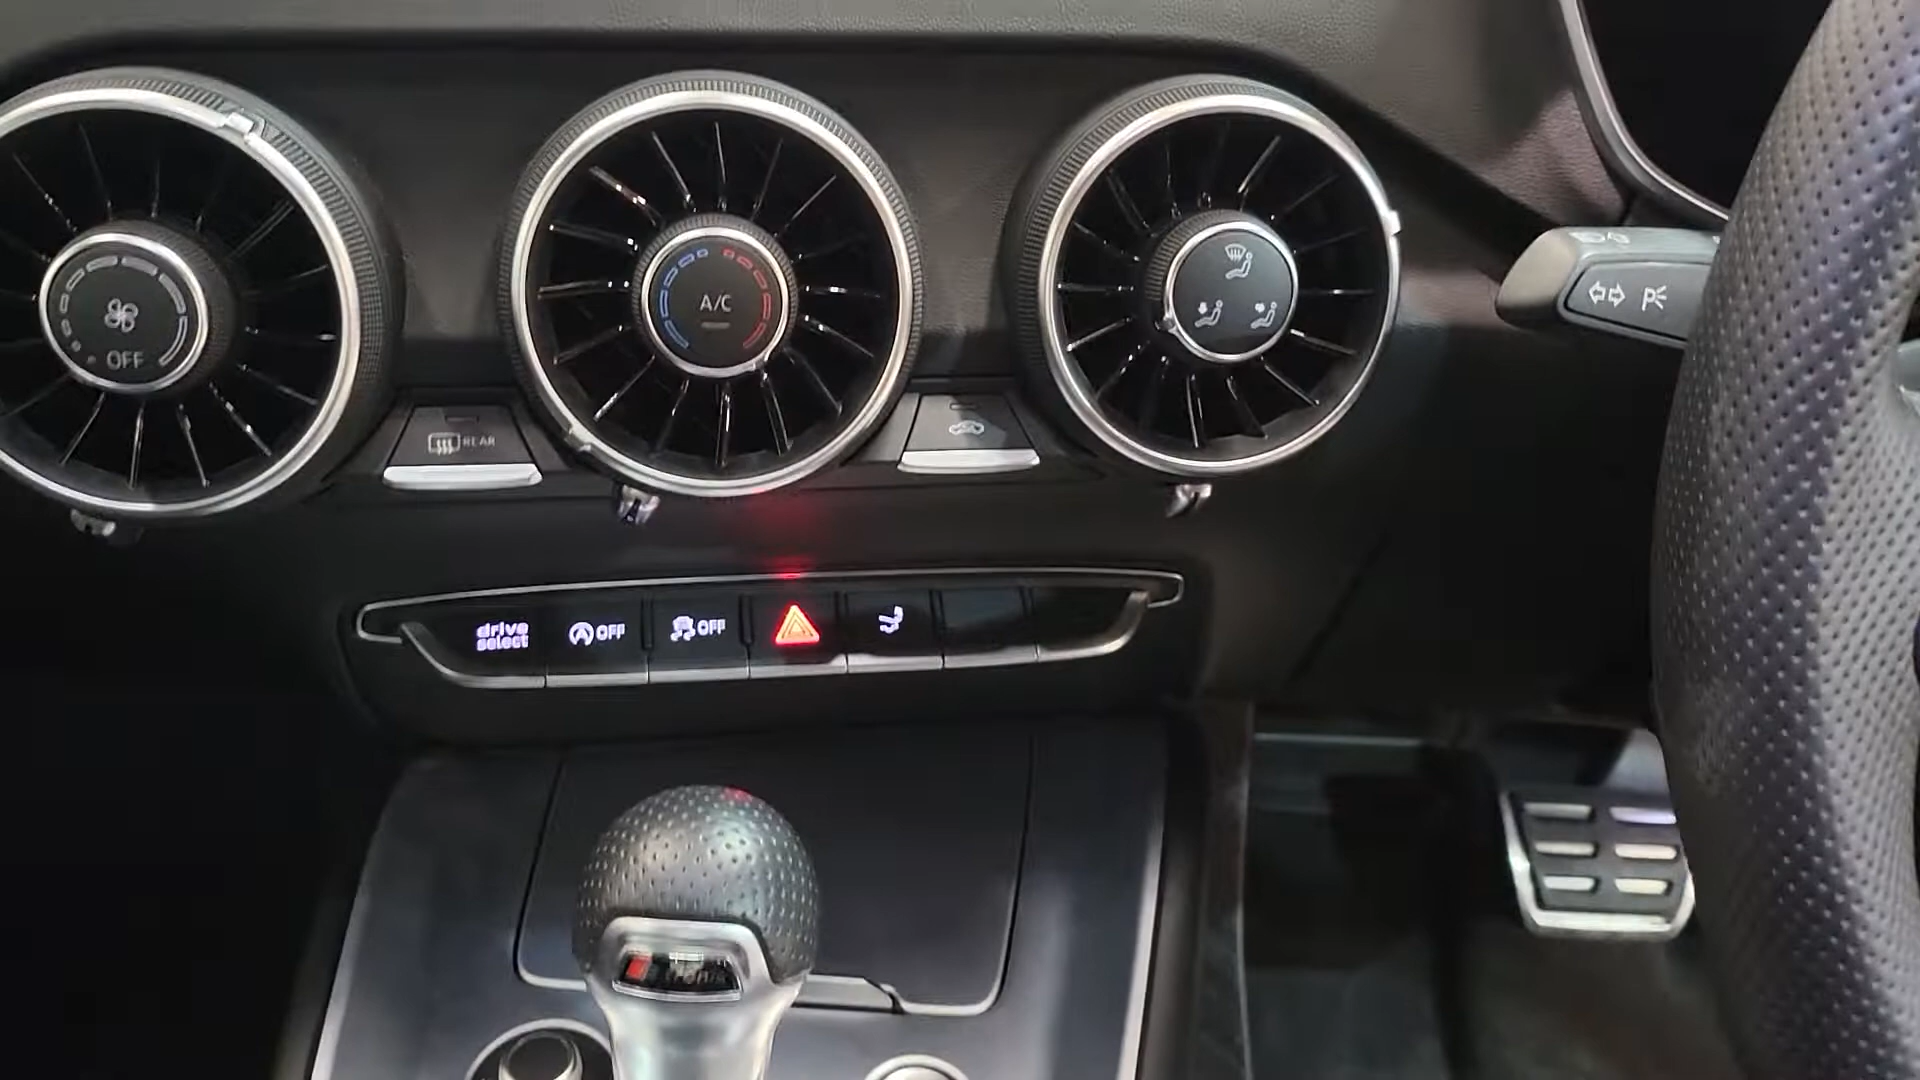 OFF
A/C
REAR
drive
select
OFF
OFF
P